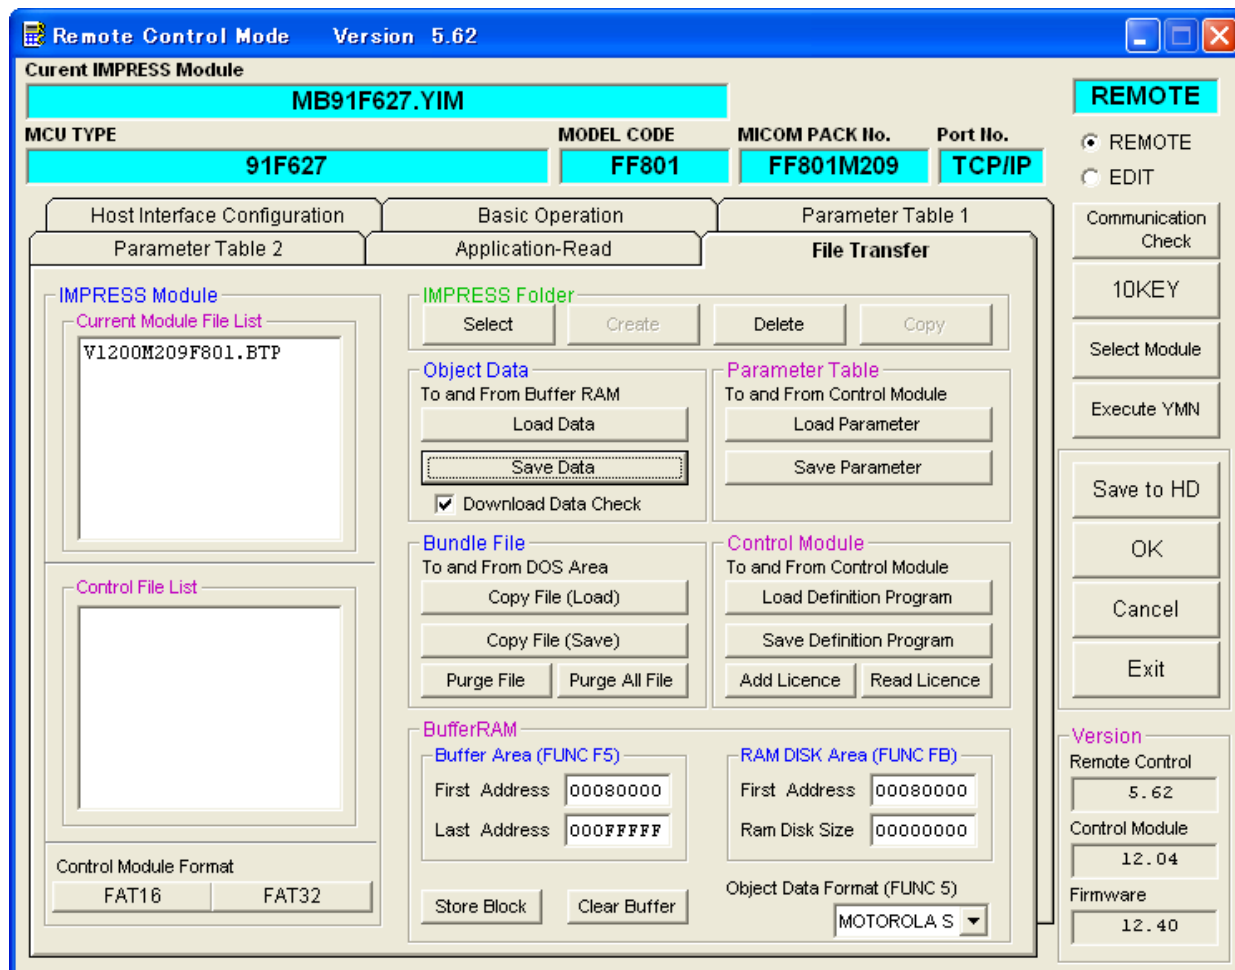 Remote Control Mode Version 5.62
Curent IMPRESS Module
MB91F627.YIM
REMOTE
MCU TYPE
MODEL CODE
MICOM PACK No.
Port No.
91F627
FF801
FF801M209
TCP/IP
REMOTE
EDIT
Host Interface Configuration
Basic Operation
Parameter Table 1
Parameter Table 2
Application-Read
File Transfer
IMPRESS Module
Current Module File List
V1200M209F801.BTP
Control File List
Control Module Format
FAT16
FAT32
IMPRESS Folder
Select
Create
Delete
Copy
Object Data
To and From Buffer RAM
Load Data
Save Data
Download Data Check
Parameter Table
To and From Control Module
Load Parameter
Save Parameter
Bundle File
To and From DOS Area
Copy File (Load)
Copy File (Save)
Purge File
Purge All File
Control Module
To and From Control Module
Load Definition Program
Save Definition Program
Add Licence
Read Licence
BufferRAM
Buffer Area (FUNC F5)
First Address 00080000
Last Address 000FFFFF
RAM DISK Area (FUNC FB)
First Address 00080000
Ram Disk Size 00000000
Store Block
Clear Buffer
Object Data Format (FUNC 5)
MOTOROLA S
Communication
Check
10KEY
Select Module
Execute YMN
Save to HD
OK
Cancel
Exit
Version
Remote Control
5.62
Control Module
12.04
Firmware
12.40